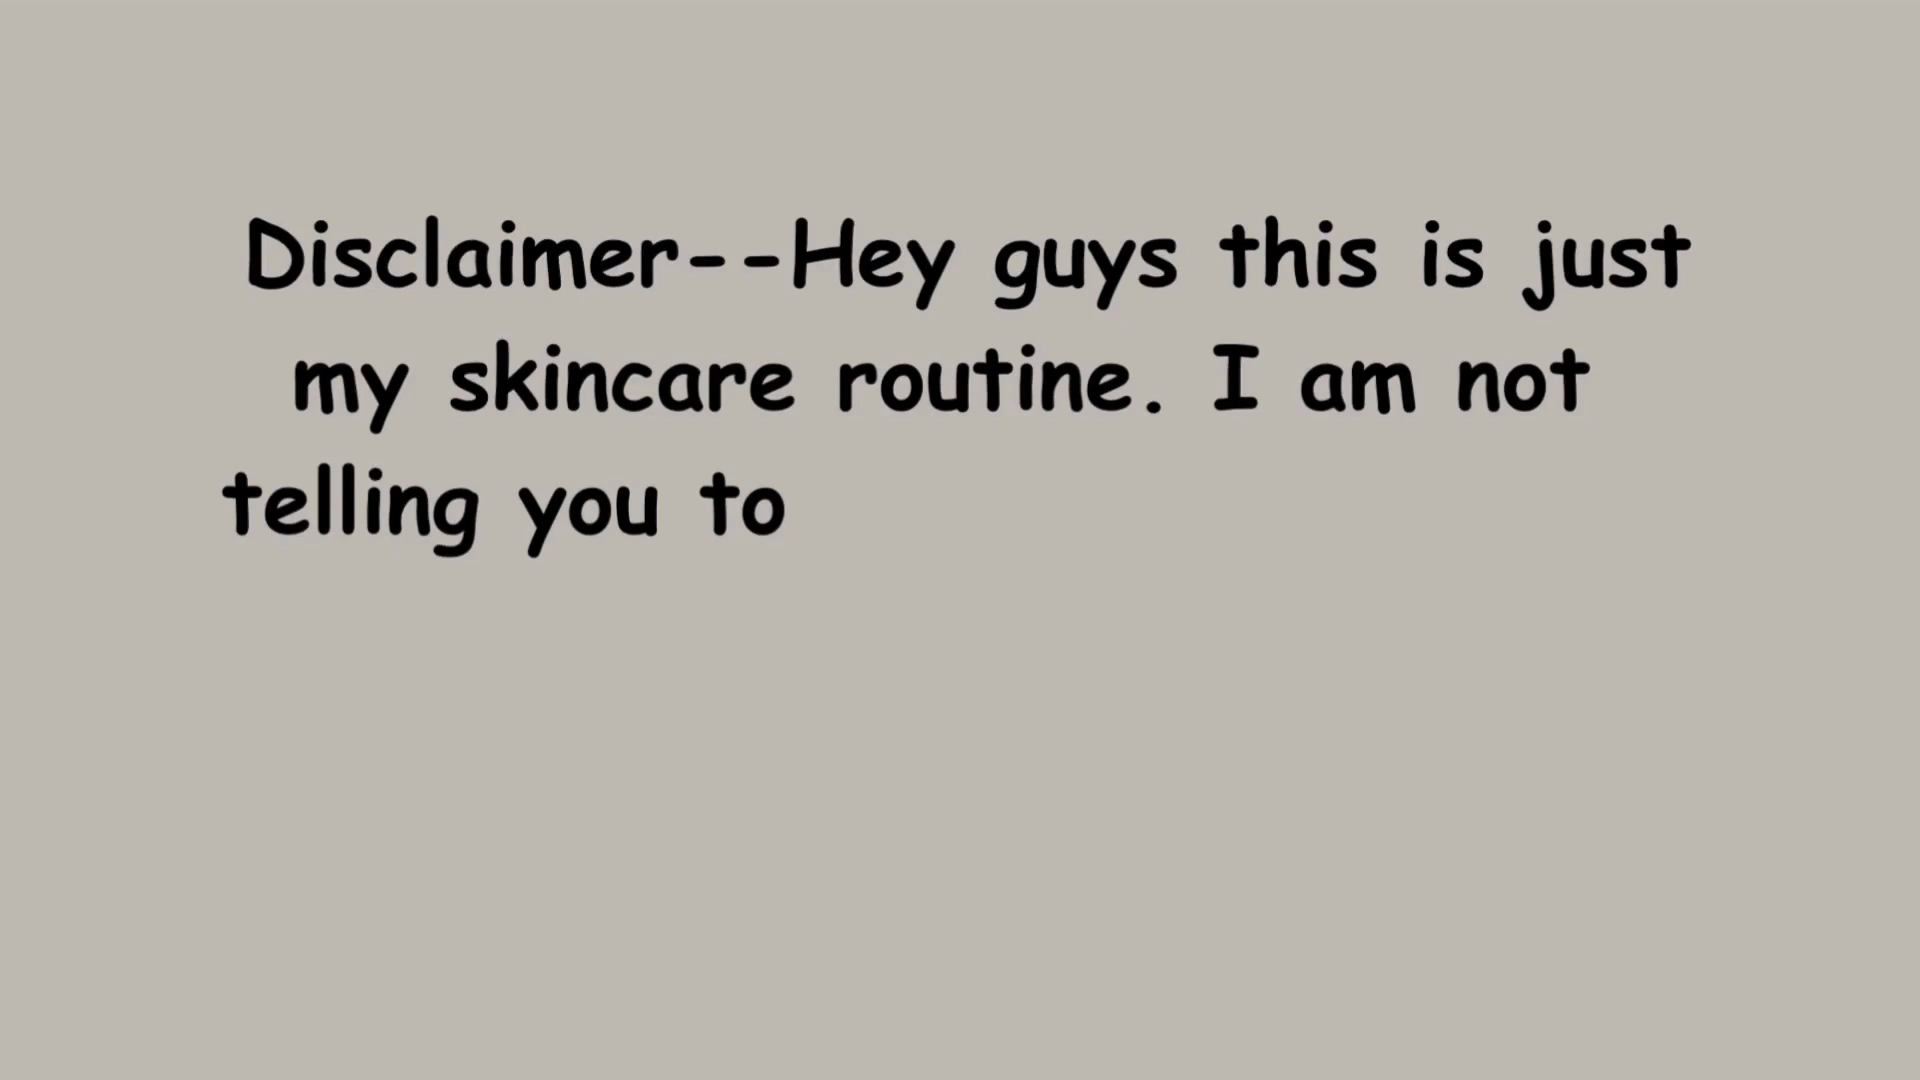 Disclaimer--Hey guys this is just
my skincare routine. I am not
telling you to